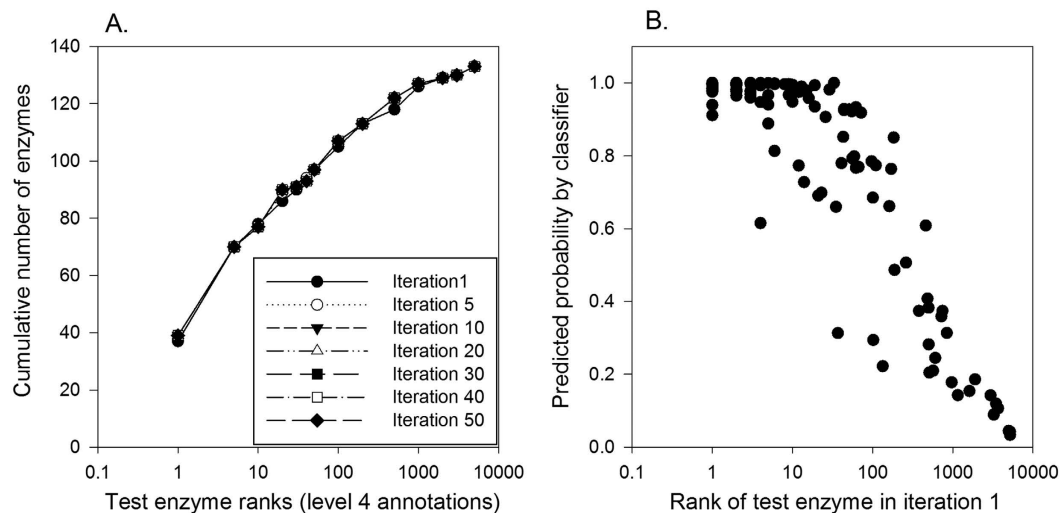 A.
140
120
100
80
60
40
20
0
0.1
1
10
100
1000
10000
Cumulative number of enzymes
Test enzyme ranks (level 4 annotations)
Iteration1
Iteration 5
Iteration 10
Iteration 20
Iteration 30
Iteration 40
Iteration 50
B.
1.0
0.8
0.6
0.4
0.2
0.0
0.1
1
10
100
1000
10000
Predicted probability by classifier
Rank of test enzyme in iteration 1